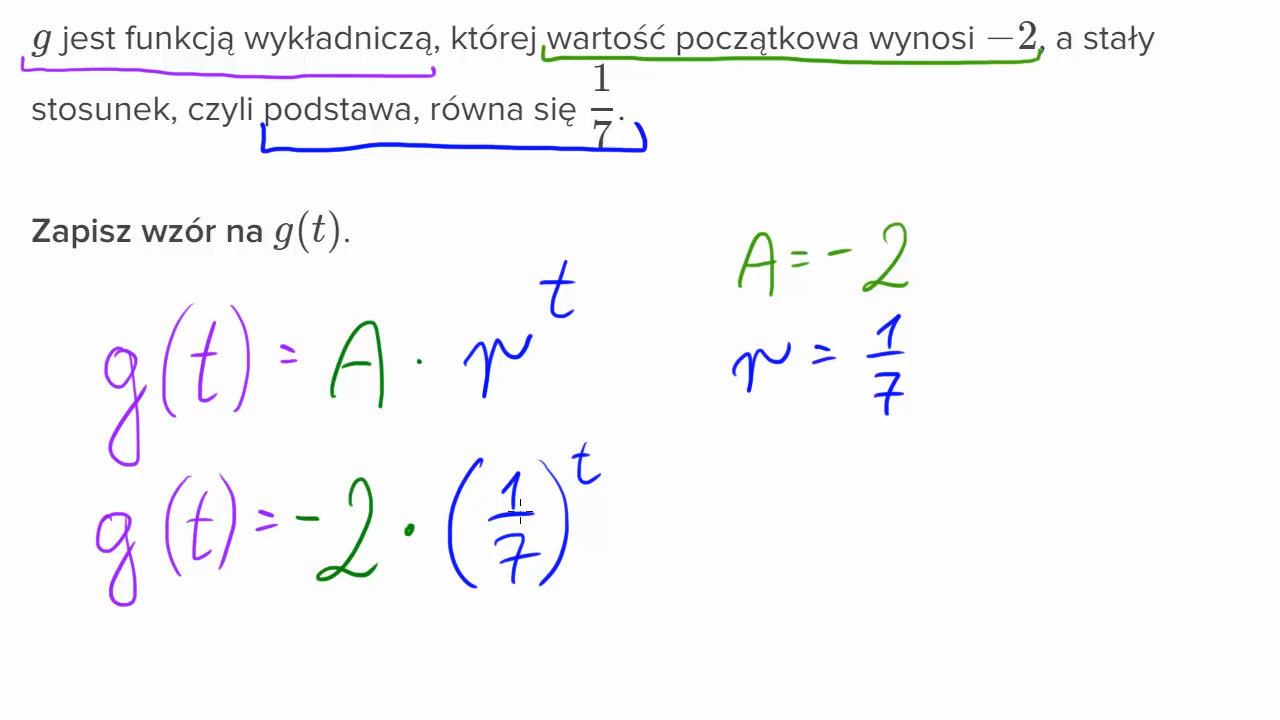 g jest funkcją wykładniczą, której wartość początkowa wynosi −2, a stały
stosunek, czyli podstawa, równa się 1/7.
Zapisz wzór na g(t).
A = -2
g(t) = A · r^t
r = 1/7
g(t) = -2 · (1/7)^t